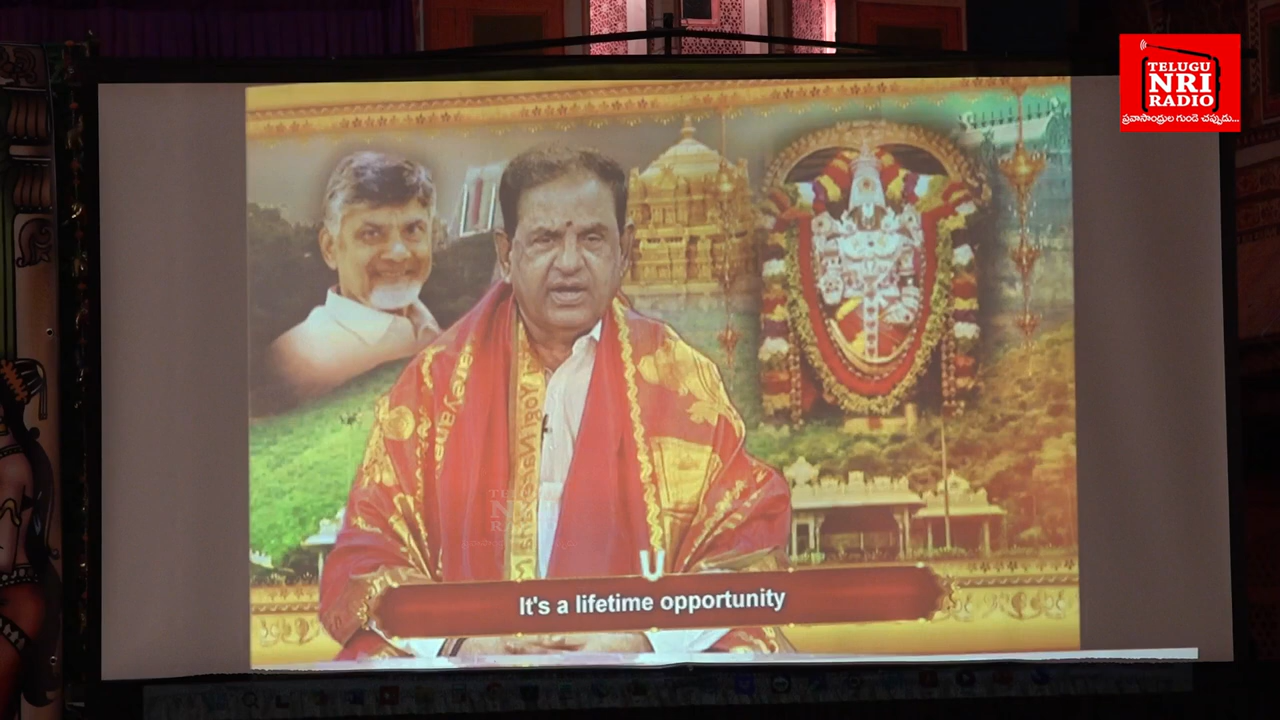 TELUGU
NRI
RADIO
ప్రవాసాంధ్రుల గుండె చప్పుడు...
It's a lifetime opportunity